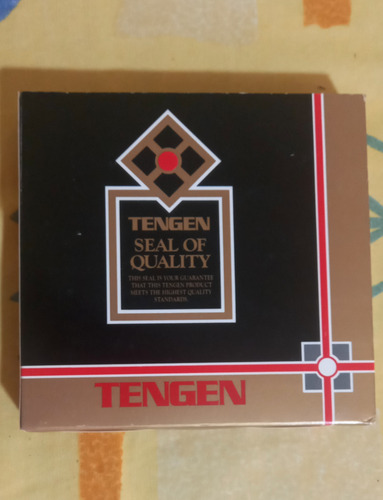 TENGEN
SEAL OF
QUALITY
THIS SEAL IS YOUR GUARANTEE
THAT THIS TENGEN PRODUCT
MEETS THE HIGHEST QUALITY
STANDARDS.
TENGEN